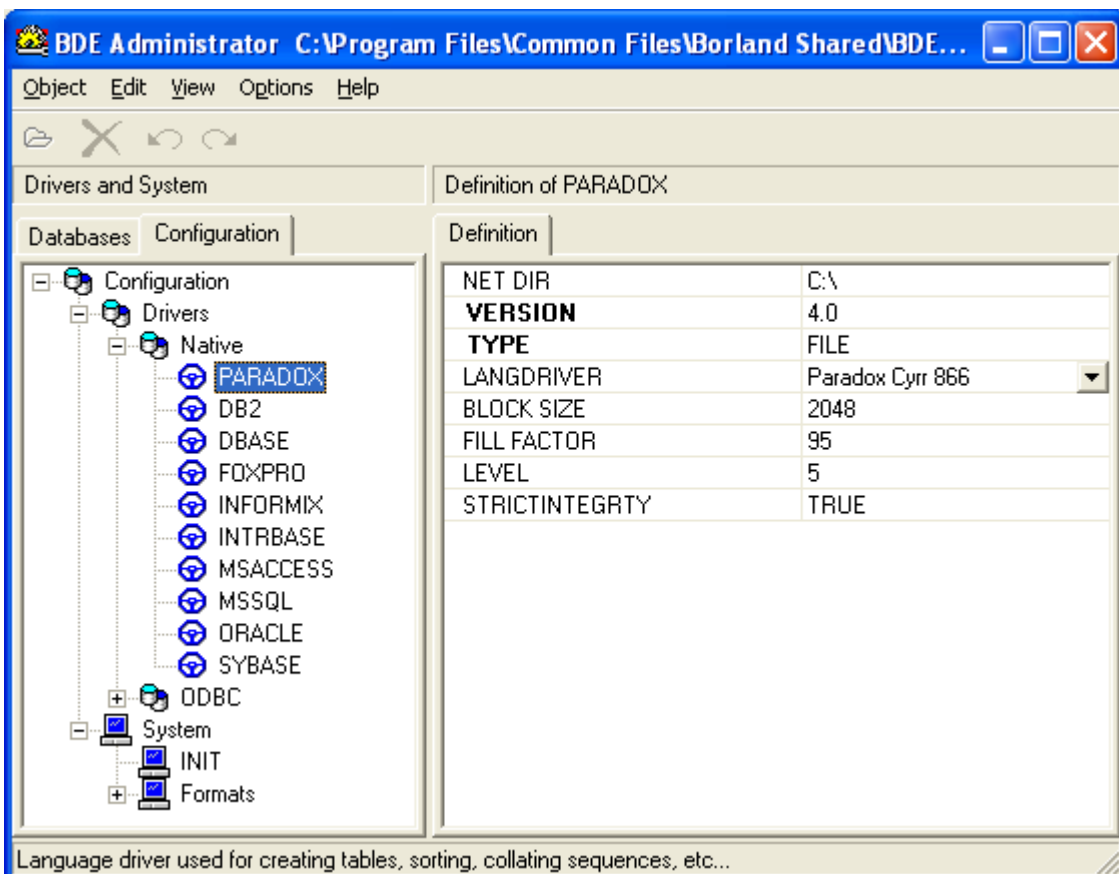 BDE Administrator C:\Program Files\Common Files\Borland Shared\BDE...
Object Edit View Options Help
Drivers and System
Definition of PARADOX
Databases Configuration
Definition
Configuration
Drivers
Native
PARADOX
DB2
DBASE
FOXPRO
INFORMIX
INTRBASE
MSACCESS
MSSQL
ORACLE
SYBASE
ODBC
System
INIT
Formats
NET DIR C:\
VERSION 4.0
TYPE FILE
LANGDRIVER Paradox Cyrr 866
BLOCK SIZE 2048
FILL FACTOR 95
LEVEL 5
STRICTINTEGRTY TRUE
Language driver used for creating tables, sorting, collating sequences, etc...